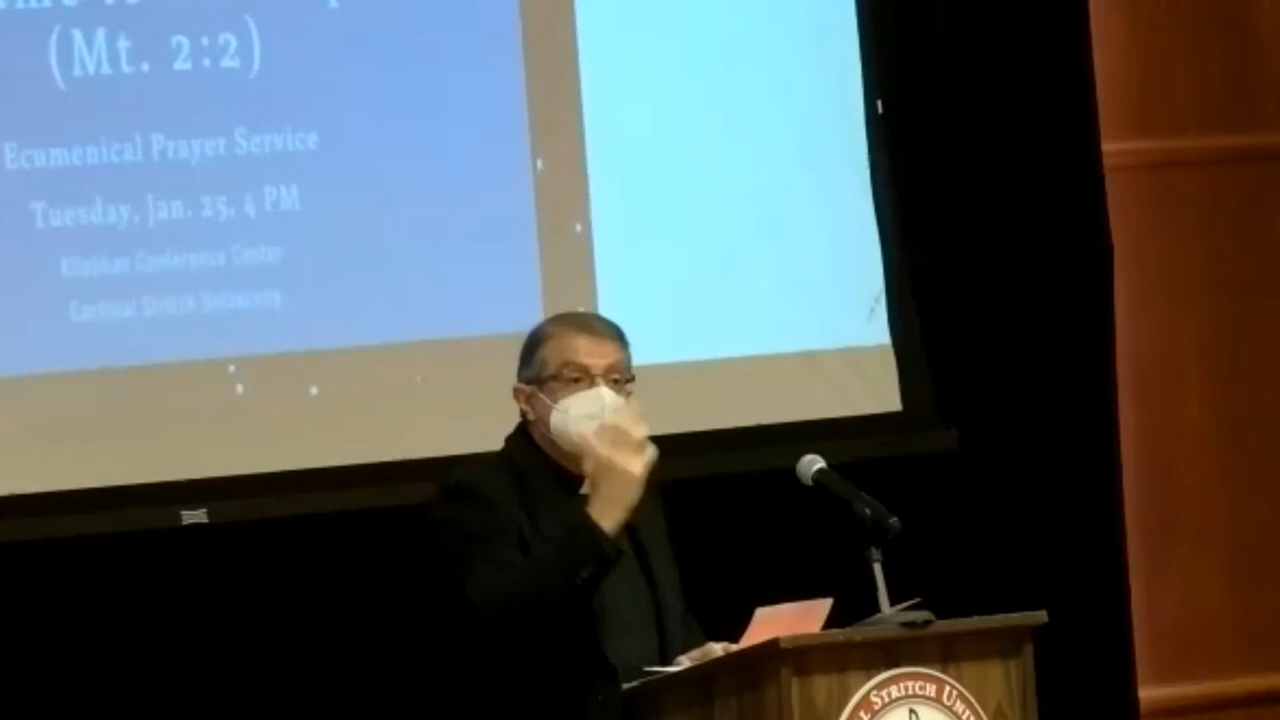 (Mt. 2:2)
Ecumenical Prayer Service
Tuesday, Jan. 25, 4 PM
Conference Center
Cardinal Stritch University
L STRITCH UNI